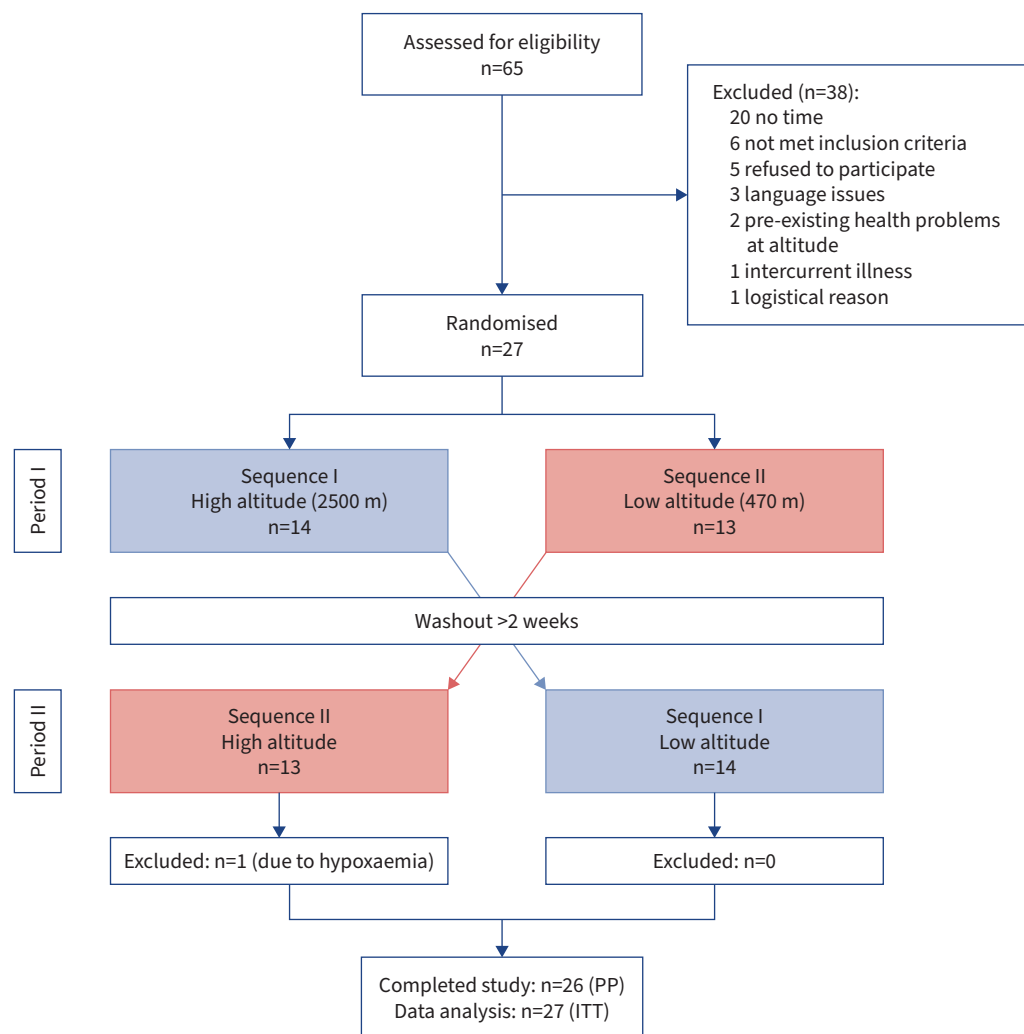 Assessed for eligibility
n=65
Excluded (n=38):
20 no time
6 not met inclusion criteria
5 refused to participate
3 language issues
2 pre-existing health problems
at altitude
1 intercurrent illness
1 logistical reason
Randomised
n=27
Period I
Sequence I
High altitude (2500 m)
n=14
Sequence II
Low altitude (470 m)
n=13
Washout >2 weeks
Period II
Sequence II
High altitude
n=13
Sequence I
Low altitude
n=14
Excluded: n=1 (due to hypoxaemia)
Excluded: n=0
Completed study: n=26 (PP)
Data analysis: n=27 (ITT)